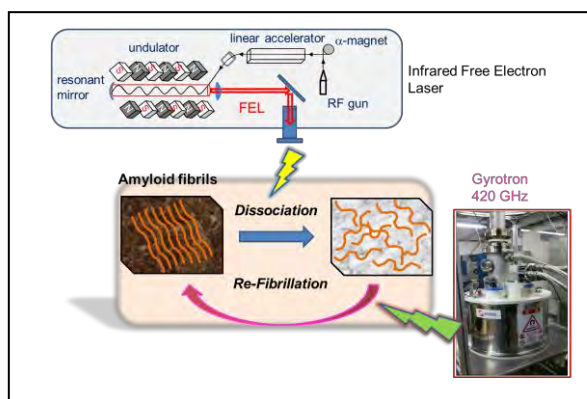 linear accelerator
α-magnet
undulator
resonant
mirror
FEL
RF gun
Infrared Free Electron
Laser
Amyloid fibrils
Dissociation
Re-Fibrillation
Gyrotron
420 GHz